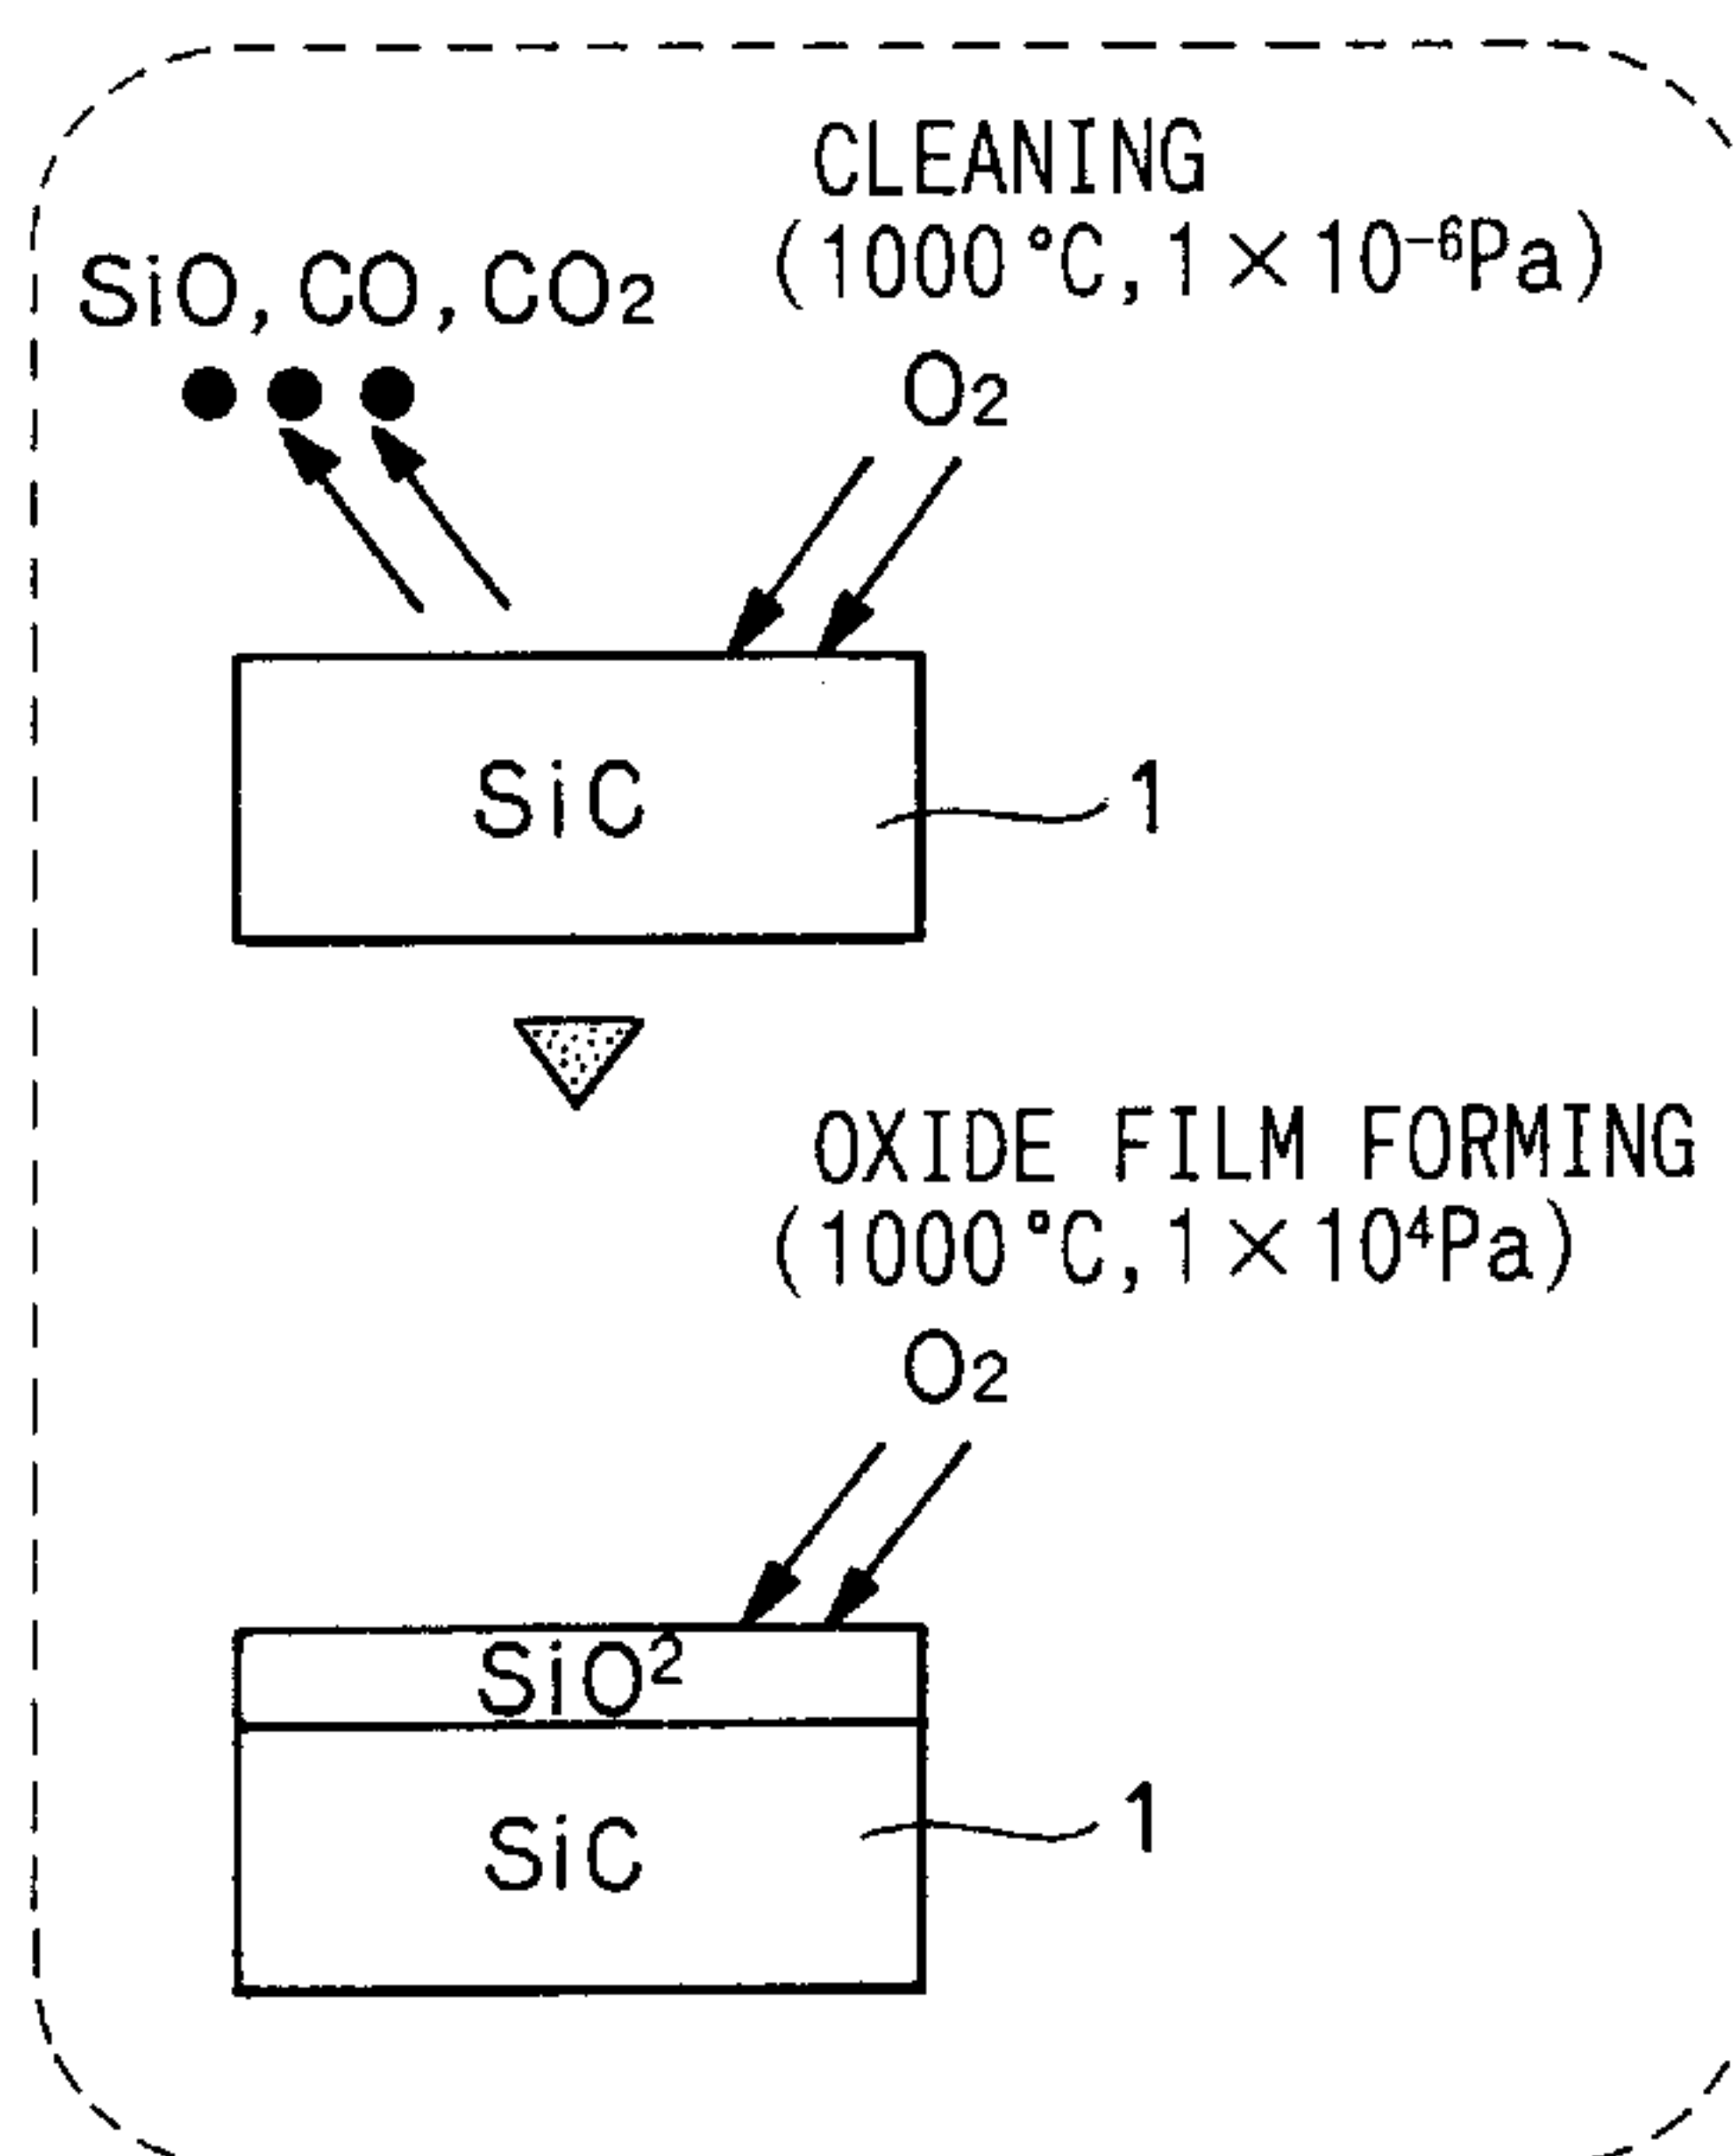 CLEANING
(1000°C, 1×10⁻⁶Pa)
SiO, CO, CO₂
O₂
SiC
1
OXIDE FILM FORMING
(1000°C, 1×10⁴Pa)
O₂
SiO²
SiC
1